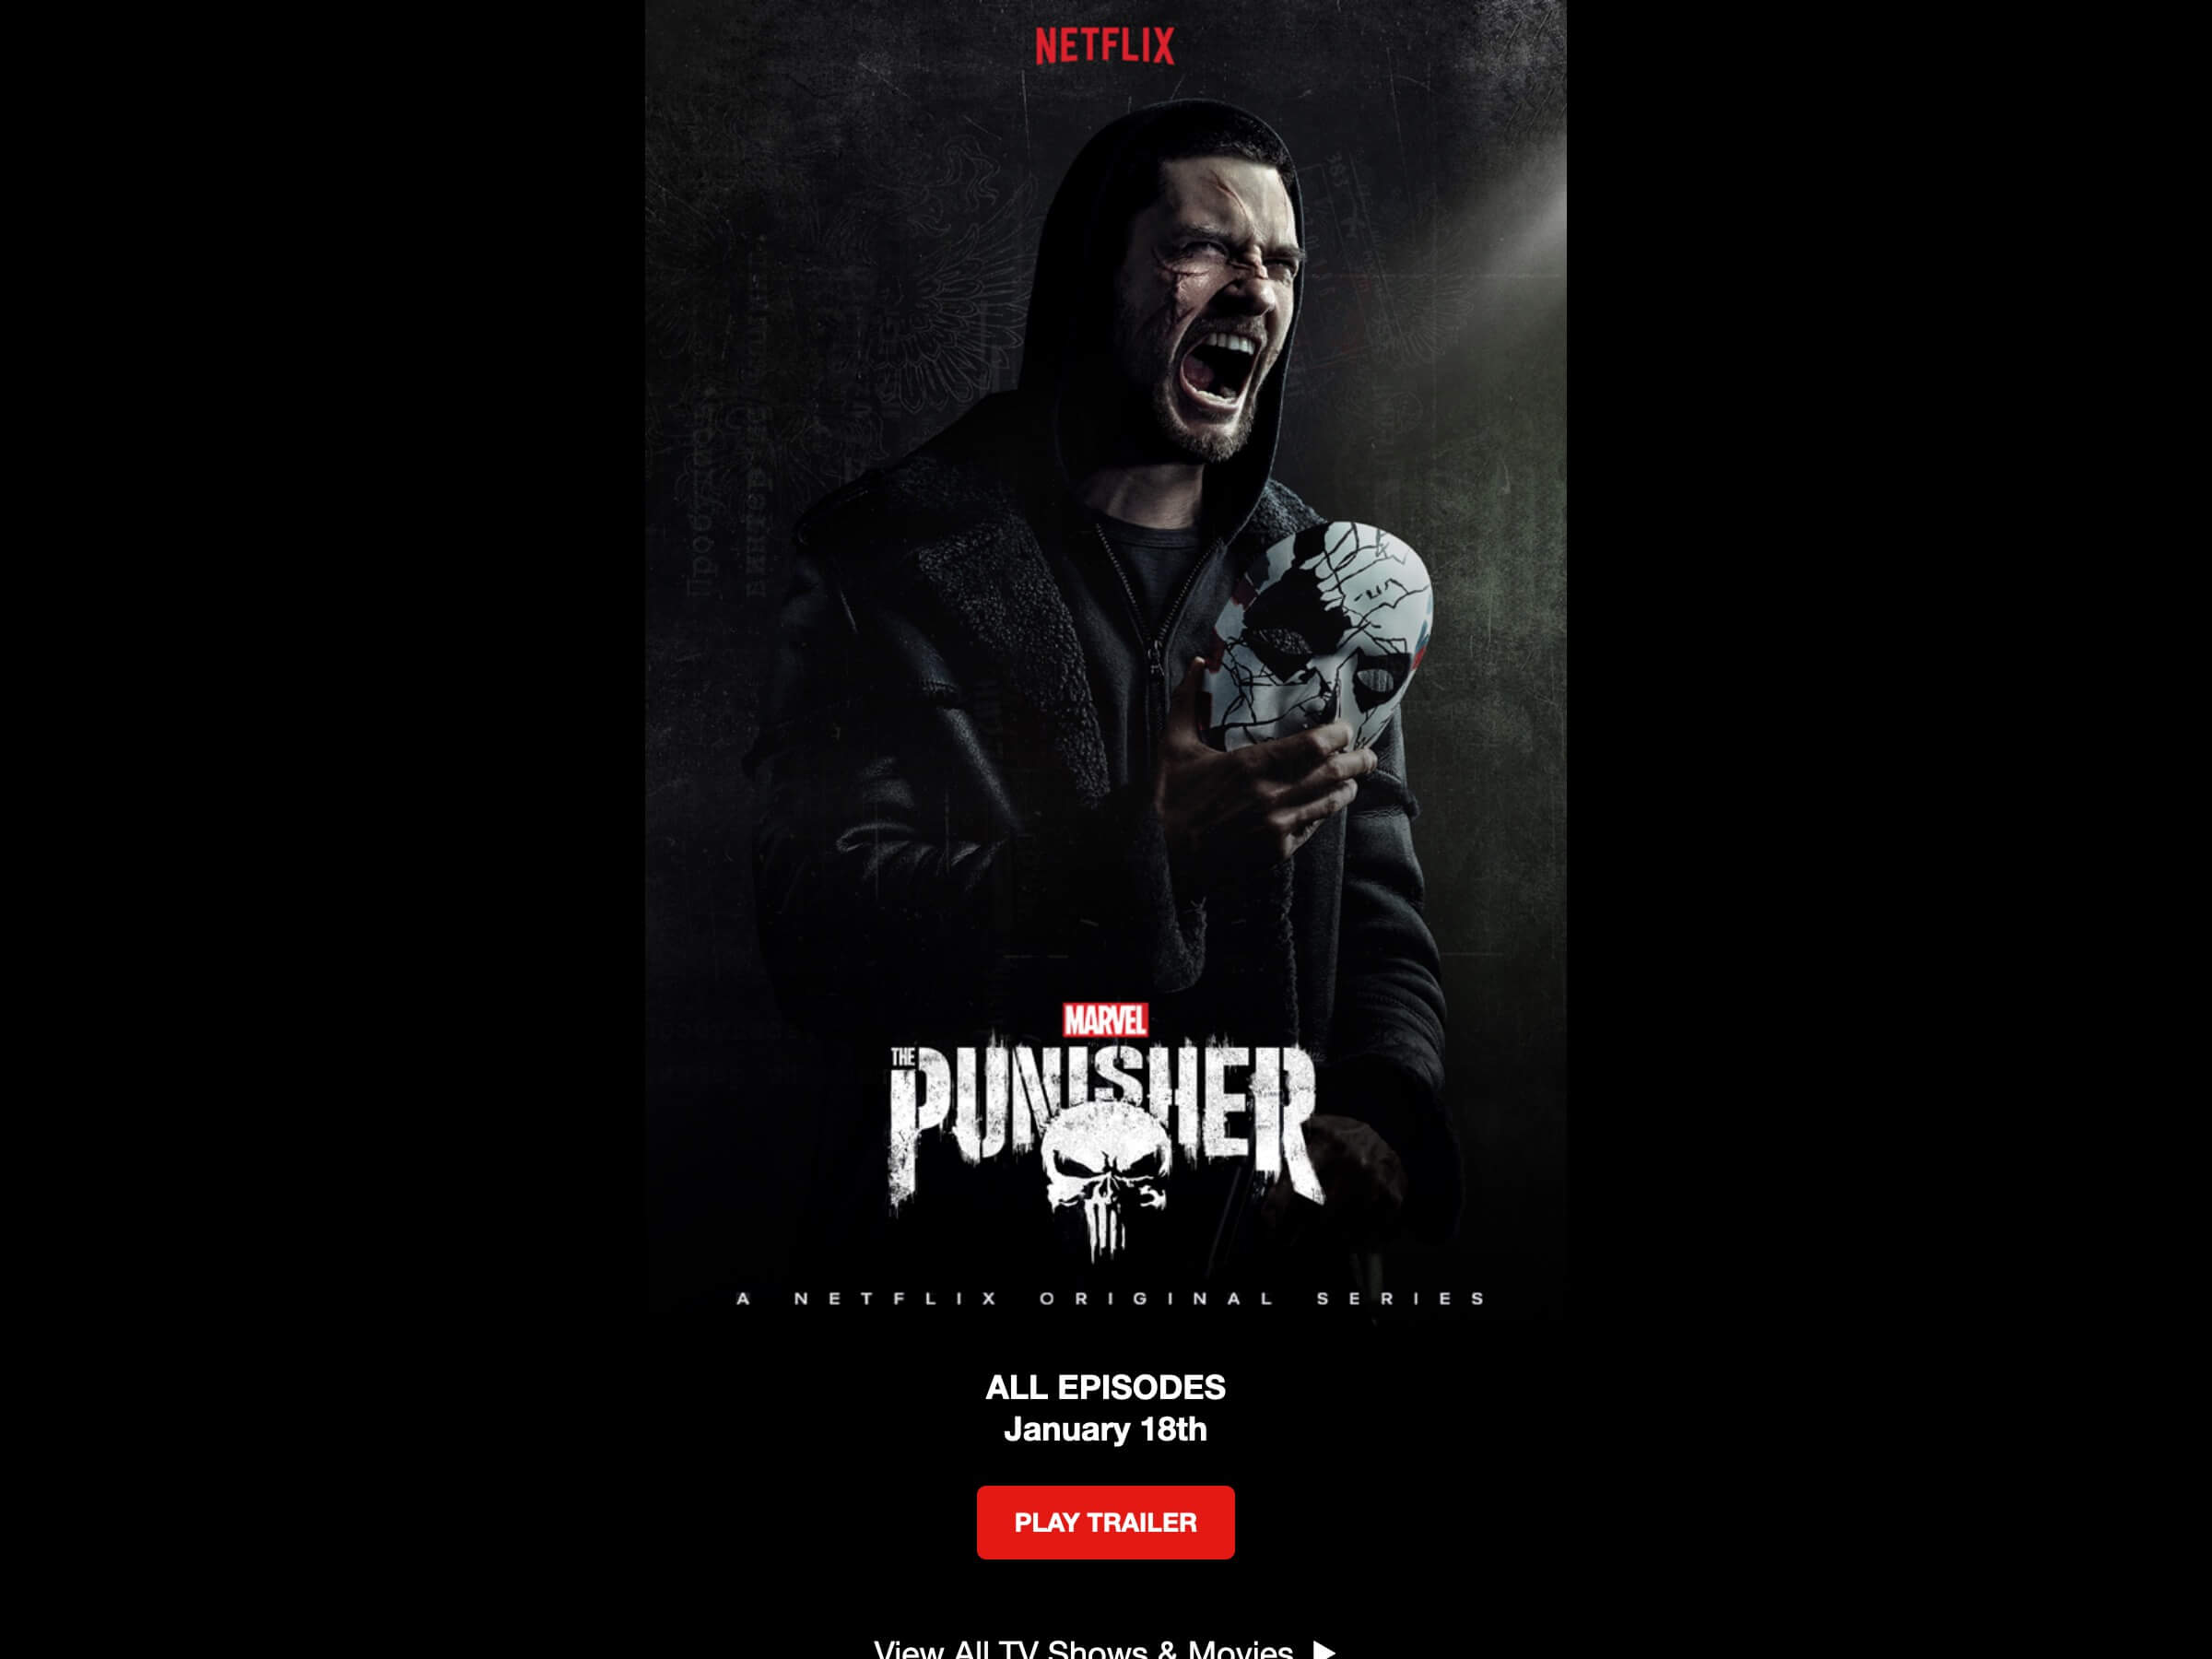 NETFLIX
MARVEL
THE
PUNISHER
A NETFLIX ORIGINAL SERIES
ALL EPISODES
January 18th
PLAY TRAILER
View All TV Shows & Movies ▶